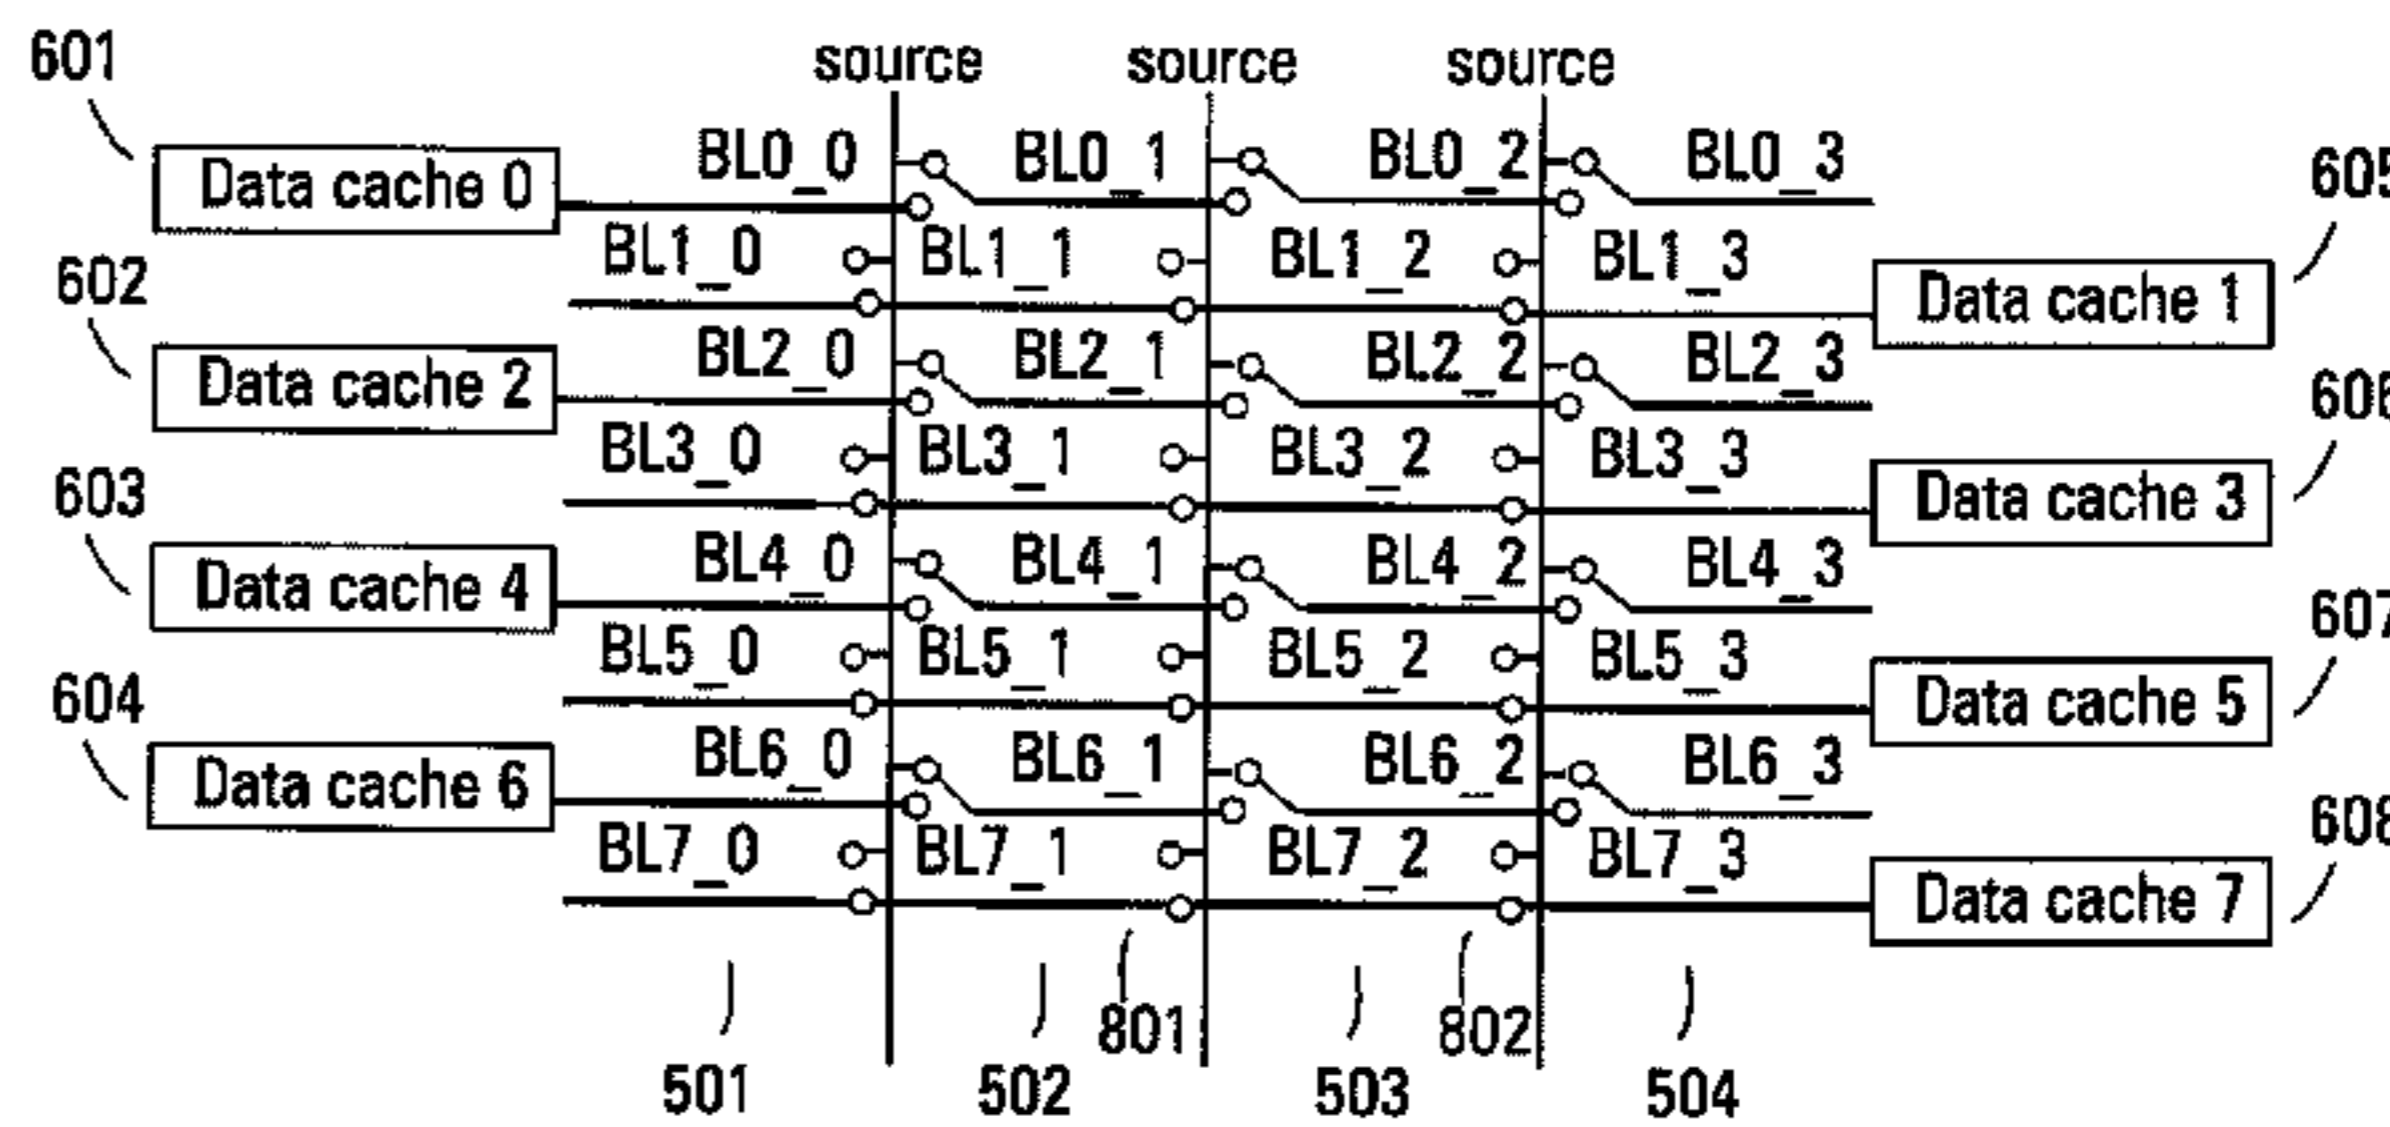 601 source source source
BL0_0 BL0_1 BL0_2 BL0_3
Data cache 0 605
602 BL1_0 BL1_1 BL1_2 BL1_3
Data cache 1
BL2_0 BL2_1 BL2_2 BL2_3
Data cache 2 606
603 BL3_0 BL3_1 BL3_2 BL3_3
Data cache 3
BL4_0 BL4_1 BL4_2 BL4_3
Data cache 4 607
604 BL5_0 BL5_1 BL5_2 BL5_3
Data cache 5
BL6_0 BL6_1 BL6_2 BL6_3
Data cache 6 608
BL7_0 BL7_1 BL7_2 BL7_3
Data cache 7
801 802
501 502 503 504